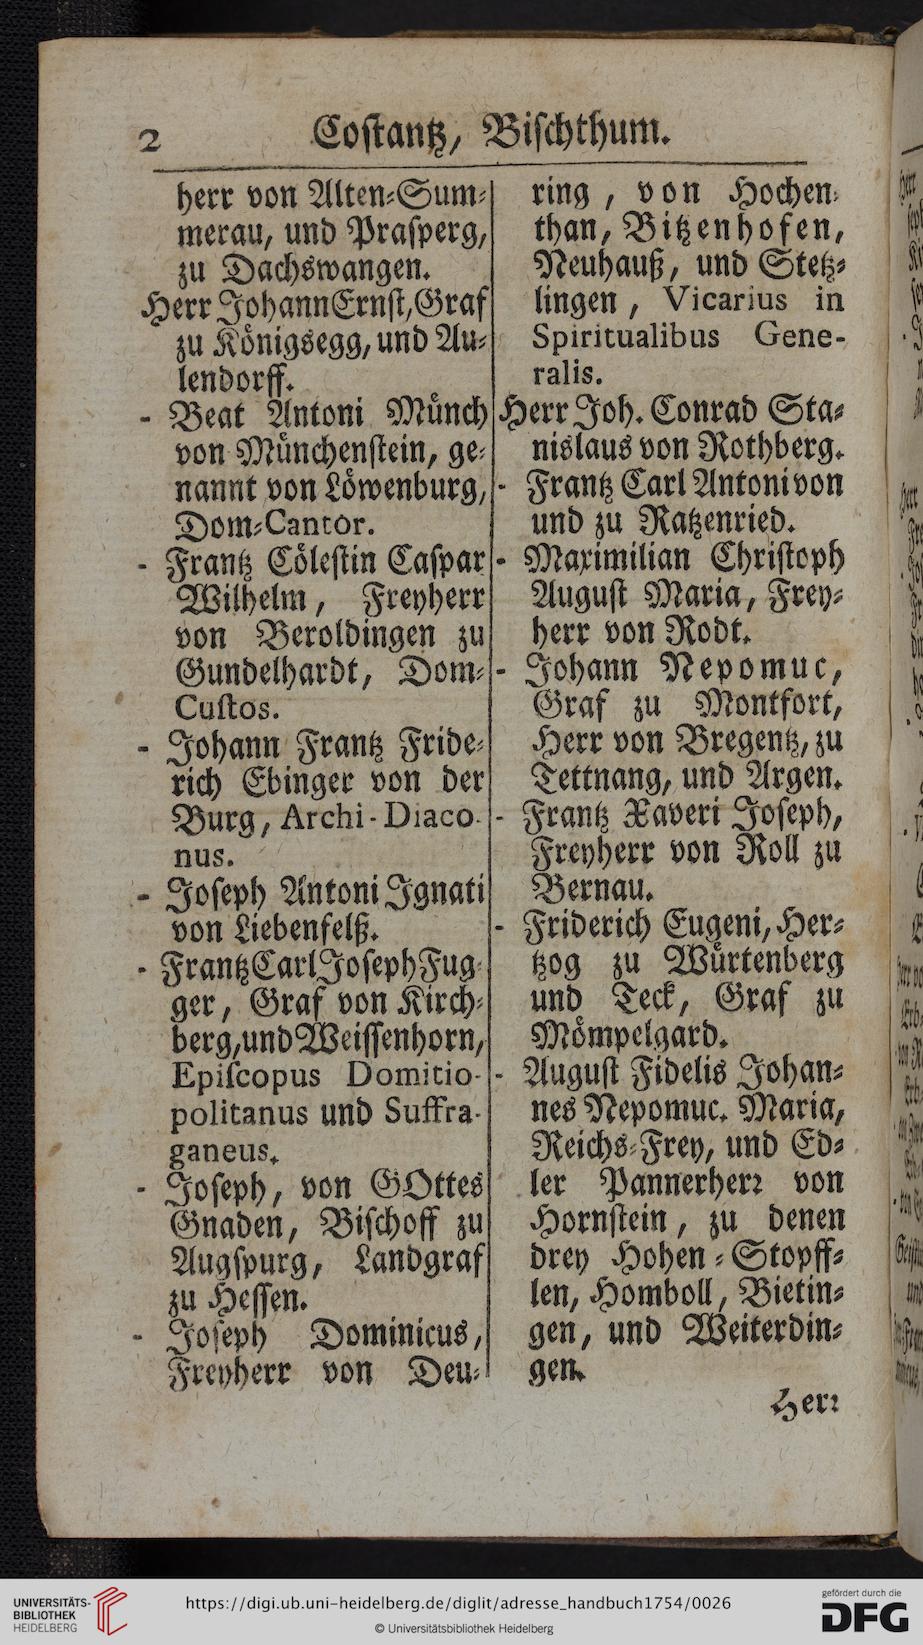 2
Costantz, Bischthum.
herr von Alten-Sum-
merau, und Prasperg,
zu Dachswangen.
Herr Johann Ernst, Graf
zu Königsegg, und Au-
lendorff.
- Beat Antoni Münch
von Münchenstein, ge-
nannt von Löwenburg,
Dom-Cantor.
- Frantz Cölestin Caspar
Wilhelm, Freyherr
von Beroldingen zu
Gundelhardt, Dom-
Custos.
- Johann Frantz Fride-
rich Ebinger von der
Burg, Archi-Diaco-
nus.
- Joseph Antoni Ignati
von Liebenfelß.
- Frantz Carl Joseph Fug-
ger, Graf von Kirch-
berg, und Weissenhorn,
Episcopus Domitio-
politanus und Suffra-
ganeus.
- Joseph, von GOttes
Gnaden, Bischoff zu
Augspurg, Landgraf
zu Hessen.
- Joseph Dominicus,
Freyherr von Deu-
ring, von Hochen-
than, Bitzenhofen,
Neuhauß, und Stetz-
lingen, Vicarius in
Spiritualibus Gene-
ralis.
Herr Joh. Conrad Sta-
nislaus von Rothberg.
- Frantz Carl Antoni von
und zu Ratzenried.
- Maximilian Christoph
August Maria, Frey-
herr von Rodt.
- Johann Nepomuc,
Graf zu Montfort,
Herr von Bregentz, zu
Tettnang, und Argen.
- Frantz Xaveri Joseph,
Freyherr von Roll zu
Bernau.
- Friderich Eugeni, Her-
tzog zu Würtenberg
und Teck, Graf zu
Mömpelgard.
- August Fidelis Johan-
nes Nepomuc. Maria,
Reichs-Frey, und Ed-
ler Pannerherr von
Hornstein, zu denen
drey Hohen-Stopff-
len, Homboll, Bietin-
gen, und Weiterdin-
gen.
Herr
UNIVERSITÄTS-
BIBLIOTHEK
HEIDELBERG
https://digi.ub.uni-heidelberg.de/diglit/adresse_handbuch1754/0026
© Universitätsbibliothek Heidelberg
gefördert durch die
DFG